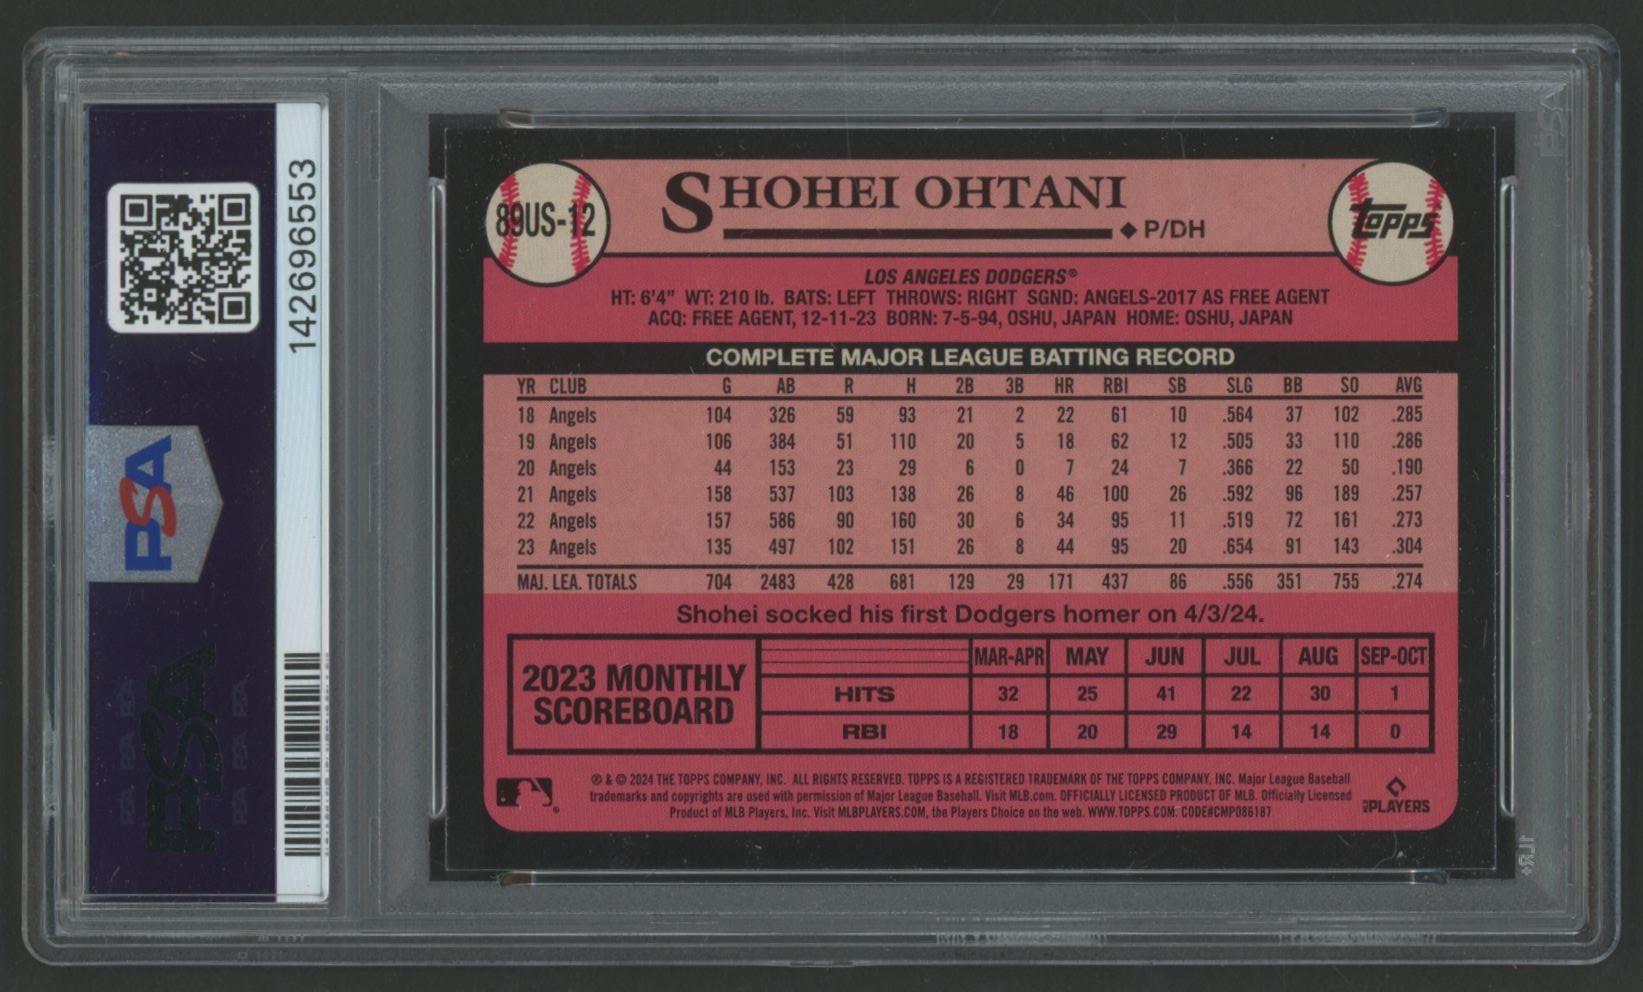 142696553
PSA
PSA
89US-12
SHOHEI OHTANI
◆ P/DH
TOPPS
LOS ANGELES DODGERS®
HT: 6'4" WT: 210 lb. BATS: LEFT THROWS: RIGHT SGND: ANGELS-2017 AS FREE AGENT
ACQ: FREE AGENT, 12-11-23 BORN: 7-5-94, OSHU, JAPAN HOME: OSHU, JAPAN
COMPLETE MAJOR LEAGUE BATTING RECORD
YR CLUB G AB R H 2B 3B HR RBI SB SLG BB SO AVG
18 Angels 104 326 59 93 21 2 22 61 10 .564 37 102 .285
19 Angels 106 384 51 110 20 5 18 62 12 .505 33 110 .286
20 Angels 44 153 23 29 6 0 7 24 7 .366 22 50 .190
21 Angels 158 537 103 138 26 8 46 100 26 .592 96 189 .257
22 Angels 157 586 90 160 30 6 34 95 11 .519 72 161 .273
23 Angels 135 497 102 151 26 8 44 95 20 .654 91 143 .304
MAJ. LEA. TOTALS 704 2483 428 681 129 29 171 437 86 .556 351 755 .274
Shohei socked his first Dodgers homer on 4/3/24.
2023 MONTHLY
SCOREBOARD
MAR-APR MAY JUN JUL AUG SEP-OCT
HITS 32 25 41 22 30 1
RBI 18 20 29 14 14 0
® & © 2024 THE TOPPS COMPANY, INC. ALL RIGHTS RESERVED. TOPPS IS A REGISTERED TRADEMARK OF THE TOPPS COMPANY, INC. Major League Baseball
trademarks and copyrights are used with permission of Major League Baseball. Visit MLB.com. OFFICIALLY LICENSED PRODUCT OF MLB. Officially Licensed
Product of MLB Players, Inc. Visit MLBPLAYERS.COM, the Players Choice on the web. WWW.TOPPS.COM. CODE#CMP086187
MLB PLAYERS